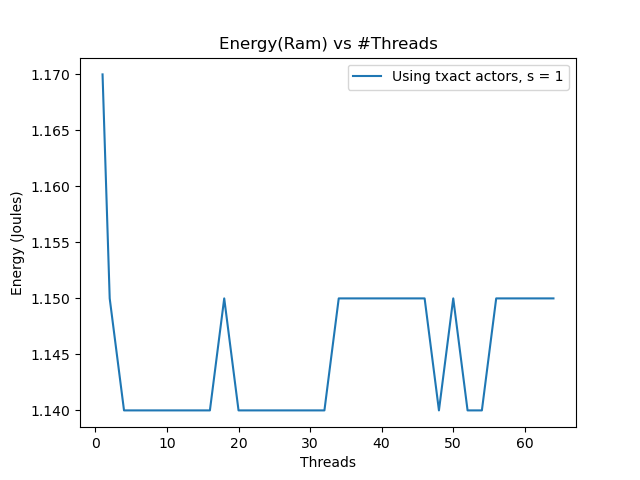 Energy(Ram) vs #Threads
Using txact actors, s = 1
1.170
1.165
1.160
1.155
1.150
1.145
1.140
Energy (Joules)
0 10 20 30 40 50 60
Threads